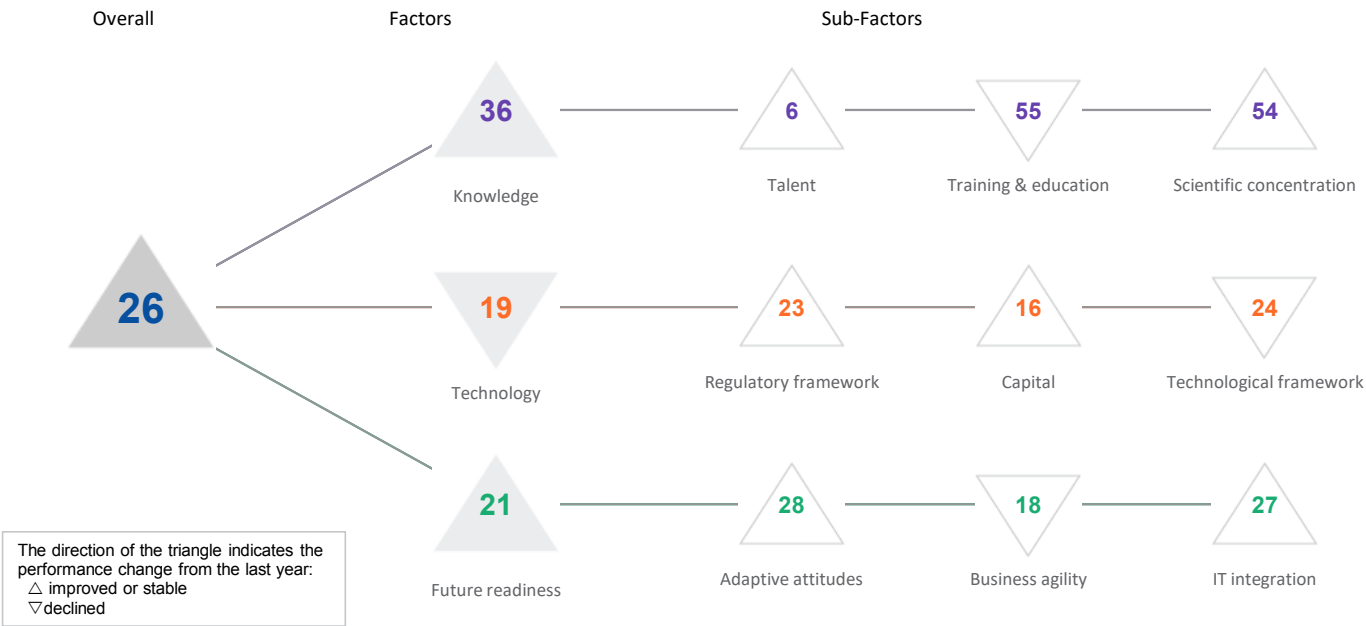 Overall
Factors
Sub-Factors
36
6
55
54
Knowledge
Talent
Training & education
Scientific concentration
26
19
23
16
24
Technology
Regulatory framework
Capital
Technological framework
21
28
18
27
Future readiness
Adaptive attitudes
Business agility
IT integration
The direction of the triangle indicates the
performance change from the last year:
△ improved or stable
▽declined